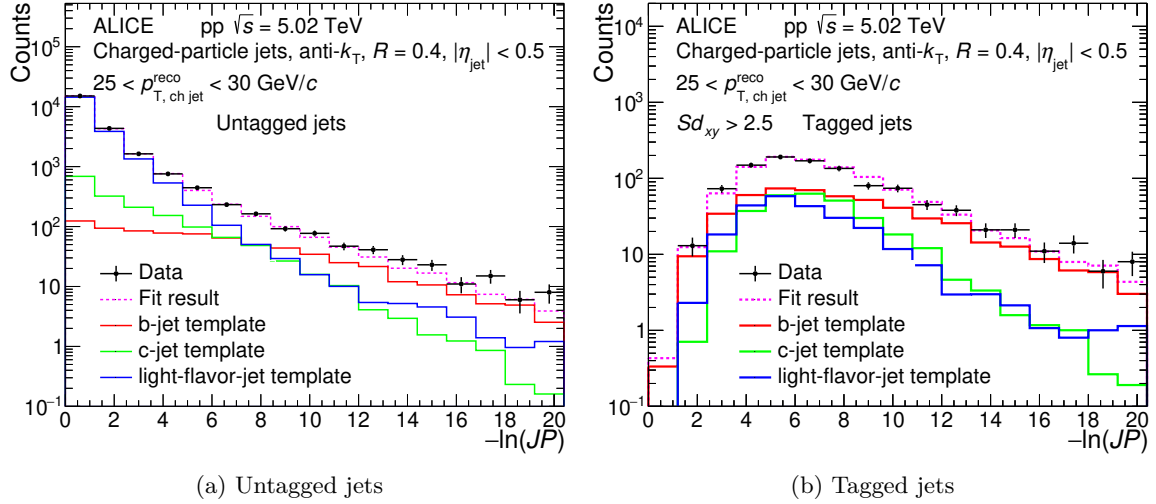 ALICE pp √s = 5.02 TeV
Charged-particle jets, anti-k_T, R = 0.4, |η_jet| < 0.5
25 < p^reco_T, ch jet < 30 GeV/c
Untagged jets
Counts
10^5
10^4
10^3
10^2
10
1
10^−1
Data
Fit result
b-jet template
c-jet template
light-flavor-jet template
0 2 4 6 8 10 12 14 16 18 20
−ln(JP)
(a) Untagged jets
ALICE pp √s = 5.02 TeV
Charged-particle jets, anti-k_T, R = 0.4, |η_jet| < 0.5
25 < p^reco_T, ch jet < 30 GeV/c
Sd_xy > 2.5 Tagged jets
Counts
10^4
10^3
10^2
10
1
10^−1
Data
Fit result
b-jet template
c-jet template
light-flavor-jet template
0 2 4 6 8 10 12 14 16 18 20
−ln(JP)
(b) Tagged jets